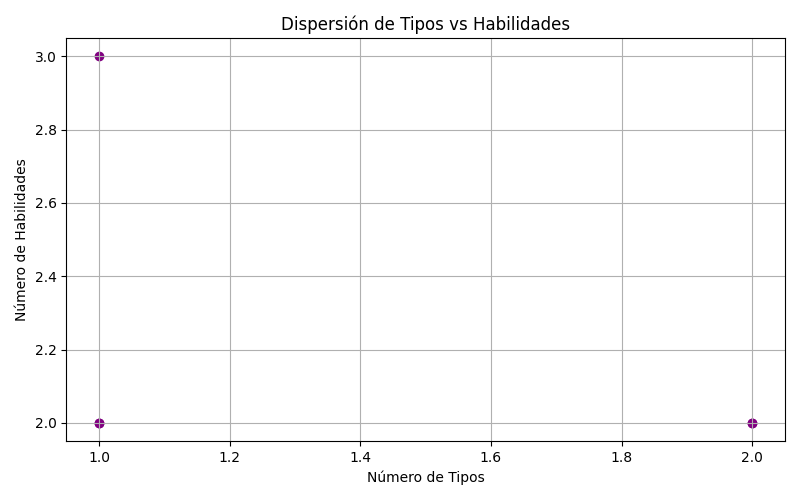 Dispersión de Tipos vs Habilidades
3.0
2.8
2.6
2.4
2.2
2.0
Número de Habilidades
1.0 1.2 1.4 1.6 1.8 2.0
Número de Tipos